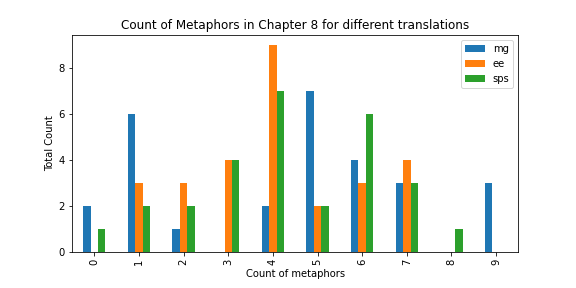 Count of Metaphors in Chapter 8 for different translations
mg
ee
sps
Total Count
8
6
4
2
0
0 1 2 3 4 5 6 7 8 9
Count of metaphors